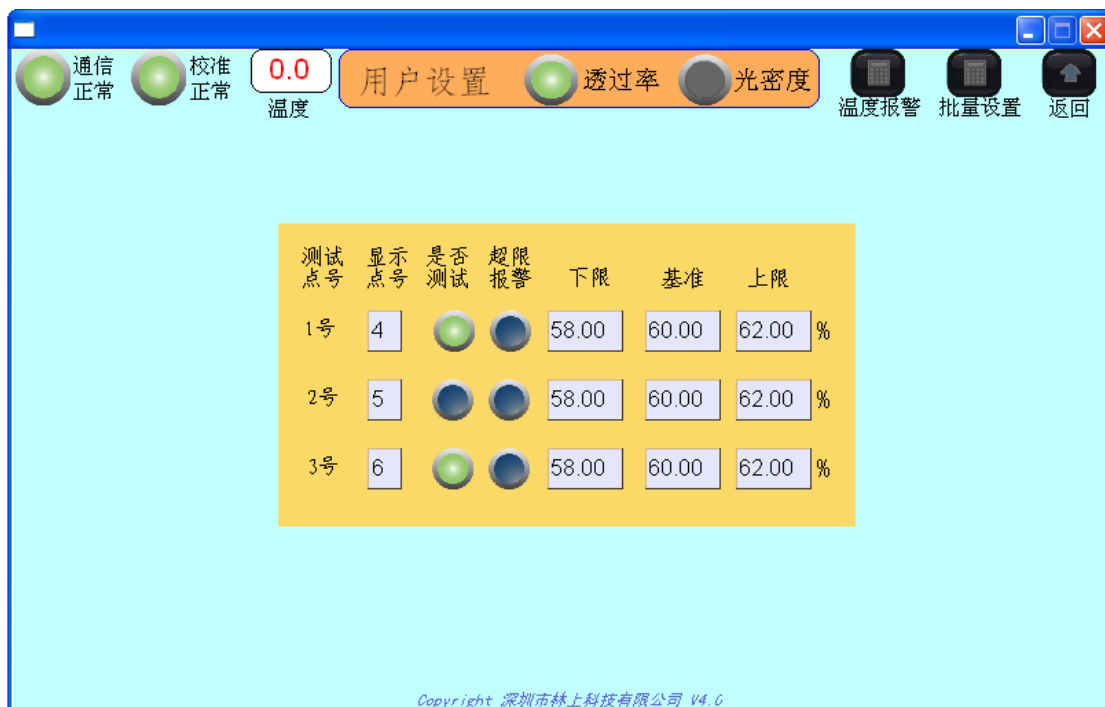 通信
正常
校准
正常
0.0
温度
用户设置
透过率
光密度
温度报警
批量设置
返回
测试
点号
显示
点号
是否
测试
超限
报警
下限
基准
上限
1号 4 58.00 60.00 62.00 %
2号 5 58.00 60.00 62.00 %
3号 6 58.00 60.00 62.00 %
Copyright 深圳市林上科技有限公司 V4.6